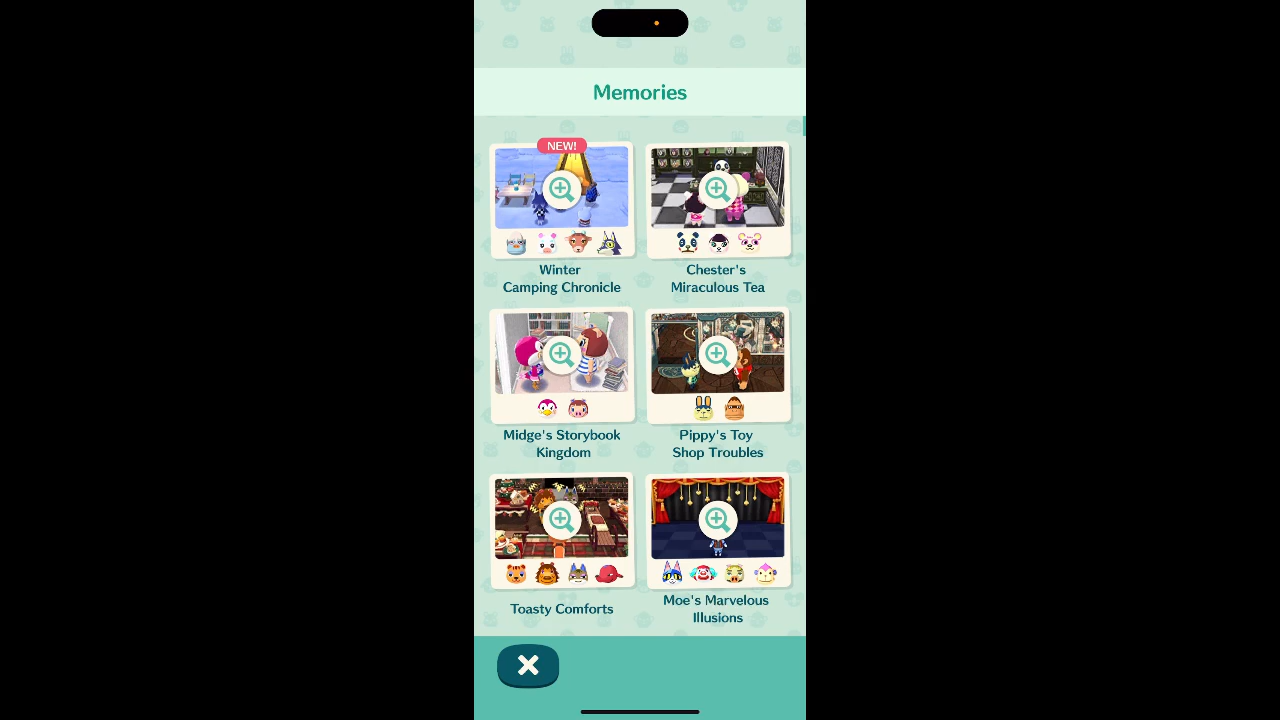 Memories
NEW!
Winter
Camping Chronicle
Chester's
Miraculous Tea
Midge's Storybook
Kingdom
Pippy's Toy
Shop Troubles
Toasty Comforts
Moe's Marvelous
Illusions